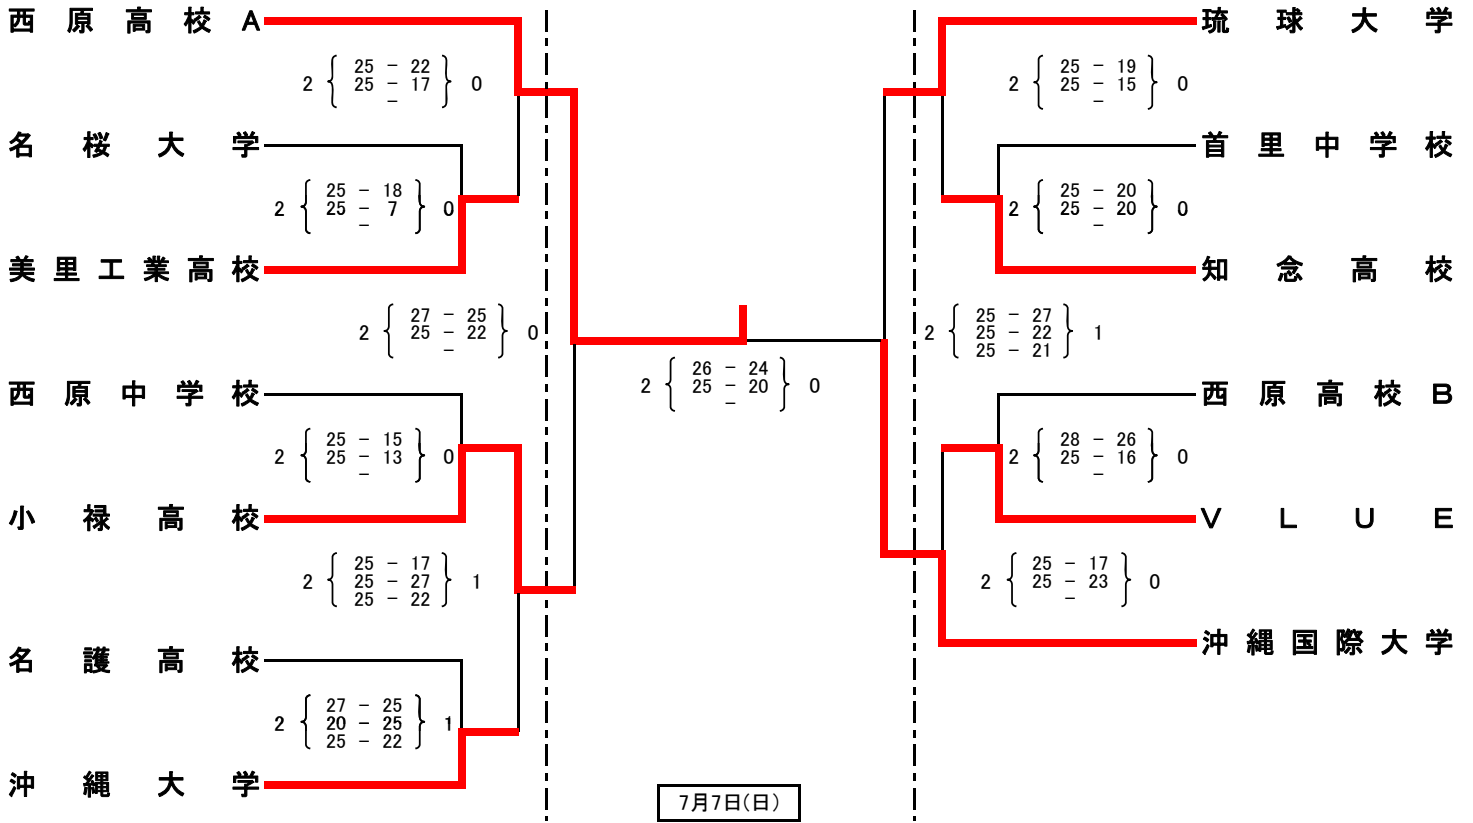 西原高校A
2 { 25 - 22 } 0
25 - 17
-
名桜大学
2 { 25 - 18 } 0
25 - 7
-
美里工業高校
2 { 27 - 25 } 0
25 - 22
-
西原中学校
2 { 25 - 15 } 0
25 - 13
-
小禄高校
2 { 25 - 17 } 1
25 - 27
25 - 22
名護高校
2 { 27 - 25 } 1
20 - 25
25 - 22
沖縄大学
2 { 26 - 24 } 0
25 - 20
-
7月7日(日)
琉球大学
2 { 25 - 19 } 0
25 - 15
-
首里中学校
2 { 25 - 20 } 0
25 - 20
-
知念高校
2 { 25 - 27 } 1
25 - 22
25 - 21
西原高校B
2 { 28 - 26 } 0
25 - 16
-
VLUE
2 { 25 - 17 } 0
25 - 23
-
沖縄国際大学